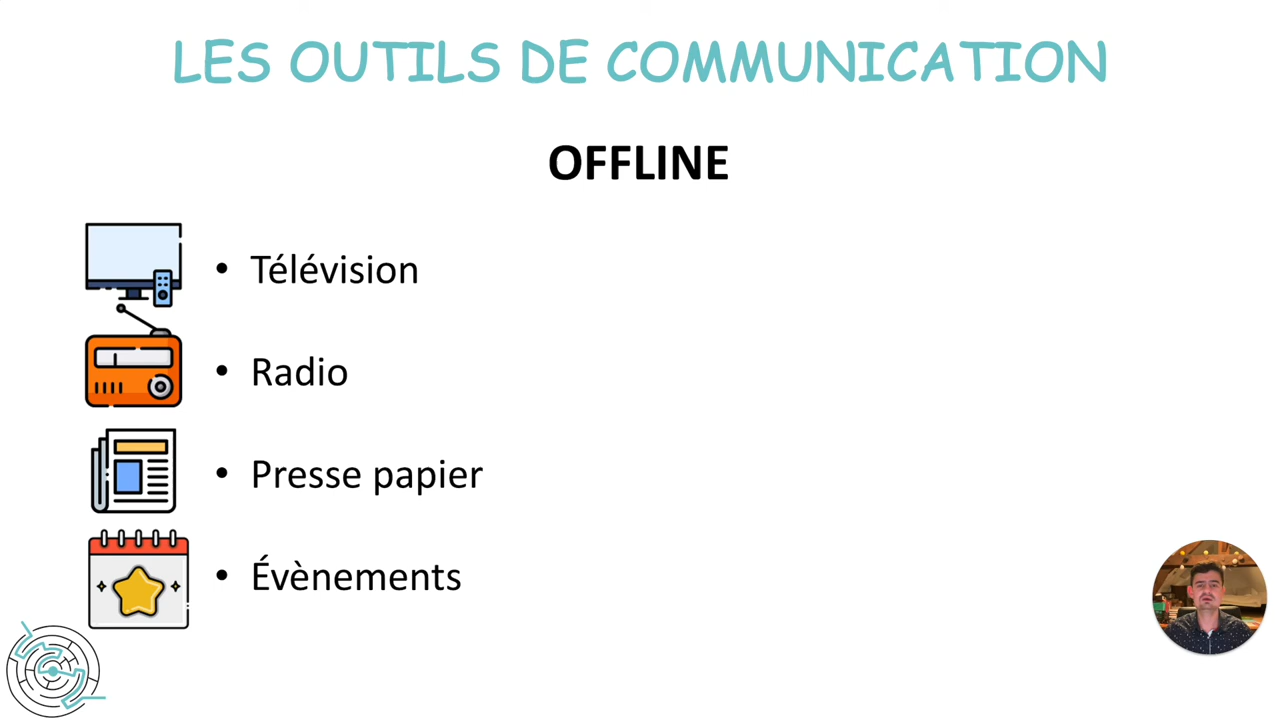 LES OUTILS DE COMMUNICATION
OFFLINE
• Télévision
• Radio
• Presse papier
• Évènements